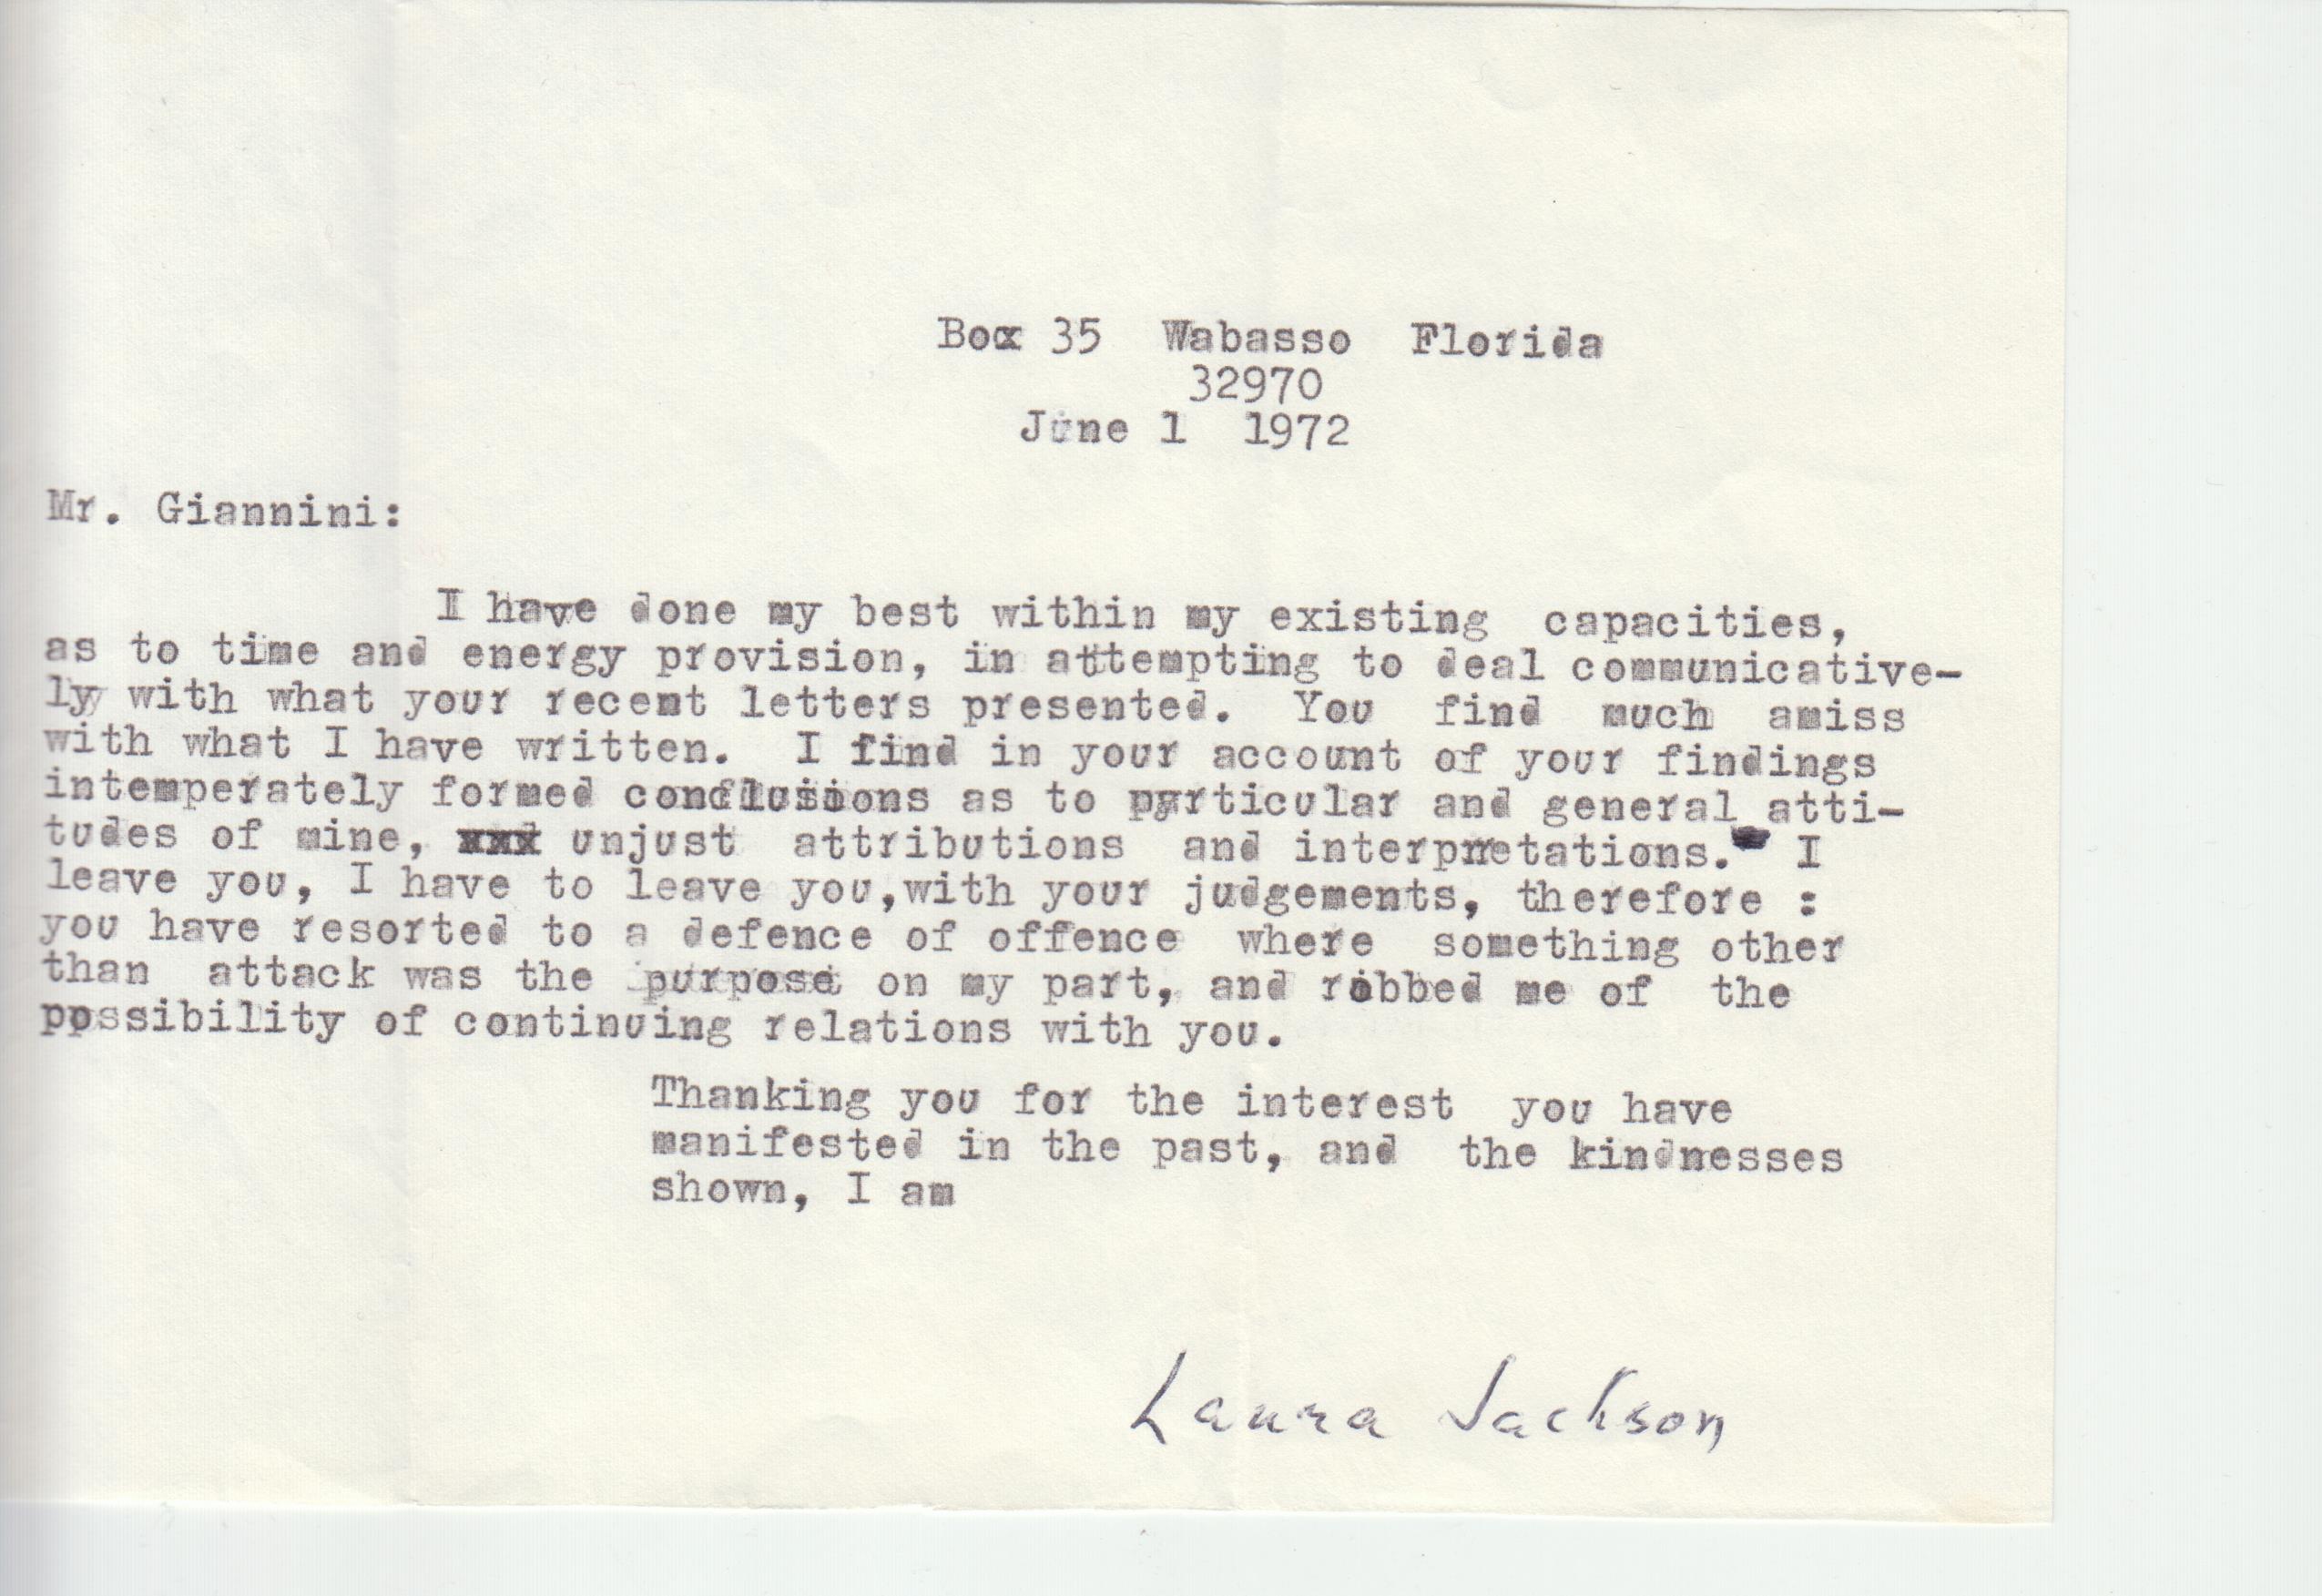 Box 35 Wabasso Florida
32970
June 1 1972
Mr. Giannini:
I have done my best within my existing capacities,
as to time and energy provision, in attempting to deal communicative-
ly with what your recent letters presented. You find much amiss
with what I have written. I find in your account of your findings
intemperately formed conclusions as to particular and general atti-
tudes of mine, xxx unjust attributions and interpretations. I
leave you, I have to leave you,with your judgements, therefore :
you have resorted to a defence of offence where something other
than attack was the purpose on my part, and robbed me of the
possibility of continuing relations with you.
Thanking you for the interest you have
manifested in the past, and the kindnesses
shown, I am
Laura Jackson